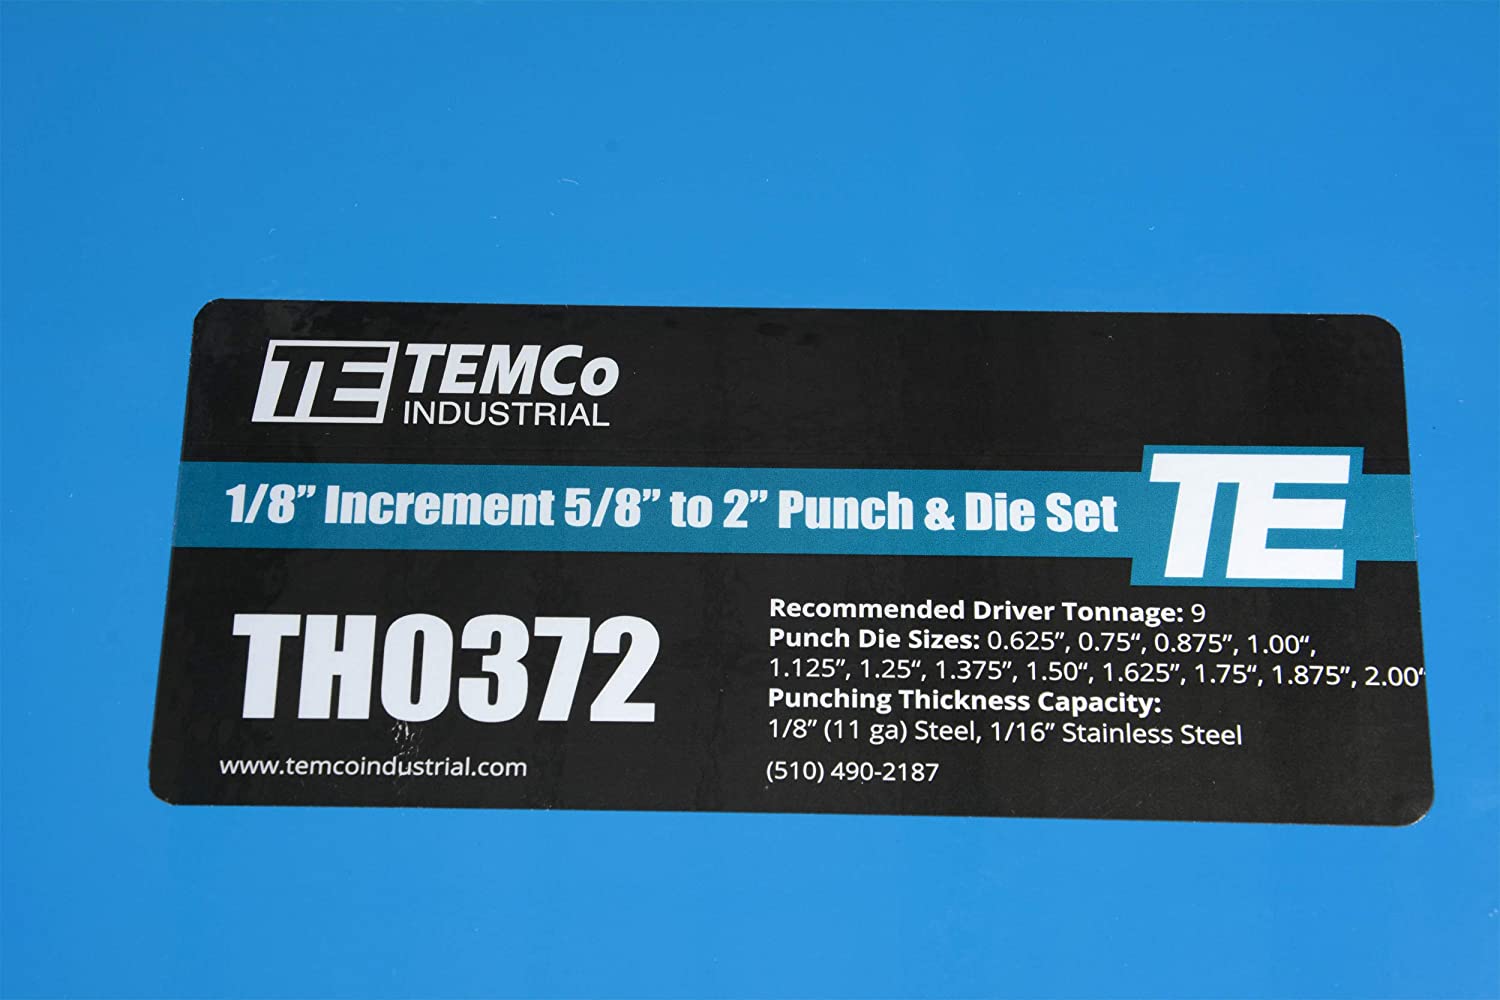 TE TEMCo
INDUSTRIAL
1/8” Increment 5/8” to 2” Punch & Die Set
TE
TH0372
www.temcoindustrial.com
Recommended Driver Tonnage: 9
Punch Die Sizes: 0.625”, 0.75“, 0.875”, 1.00“,
1.125”, 1.25“, 1.375”, 1.50“, 1.625”, 1.75“, 1.875”, 2.00“
Punching Thickness Capacity:
1/8” (11 ga) Steel, 1/16” Stainless Steel
(510) 490-2187